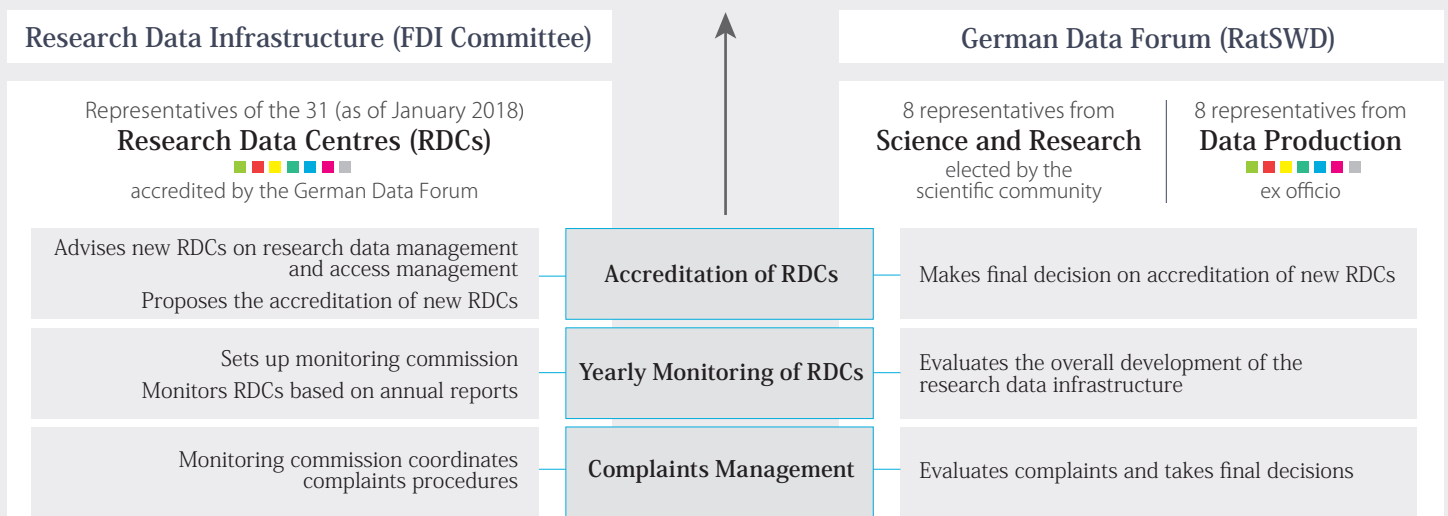 Research Data Infrastructure (FDI Committee)
German Data Forum (RatSWD)
Representatives of the 31 (as of January 2018)
Research Data Centres (RDCs)
accredited by the German Data Forum
8 representatives from
Science and Research
elected by the
scientific community
8 representatives from
Data Production
ex officio
Advises new RDCs on research data management
and access management
Proposes the accreditation of new RDCs
Accreditation of RDCs
Makes final decision on accreditation of new RDCs
Sets up monitoring commission
Monitors RDCs based on annual reports
Yearly Monitoring of RDCs
Evaluates the overall development of the
research data infrastructure
Monitoring commission coordinates
complaints procedures
Complaints Management
Evaluates complaints and takes final decisions